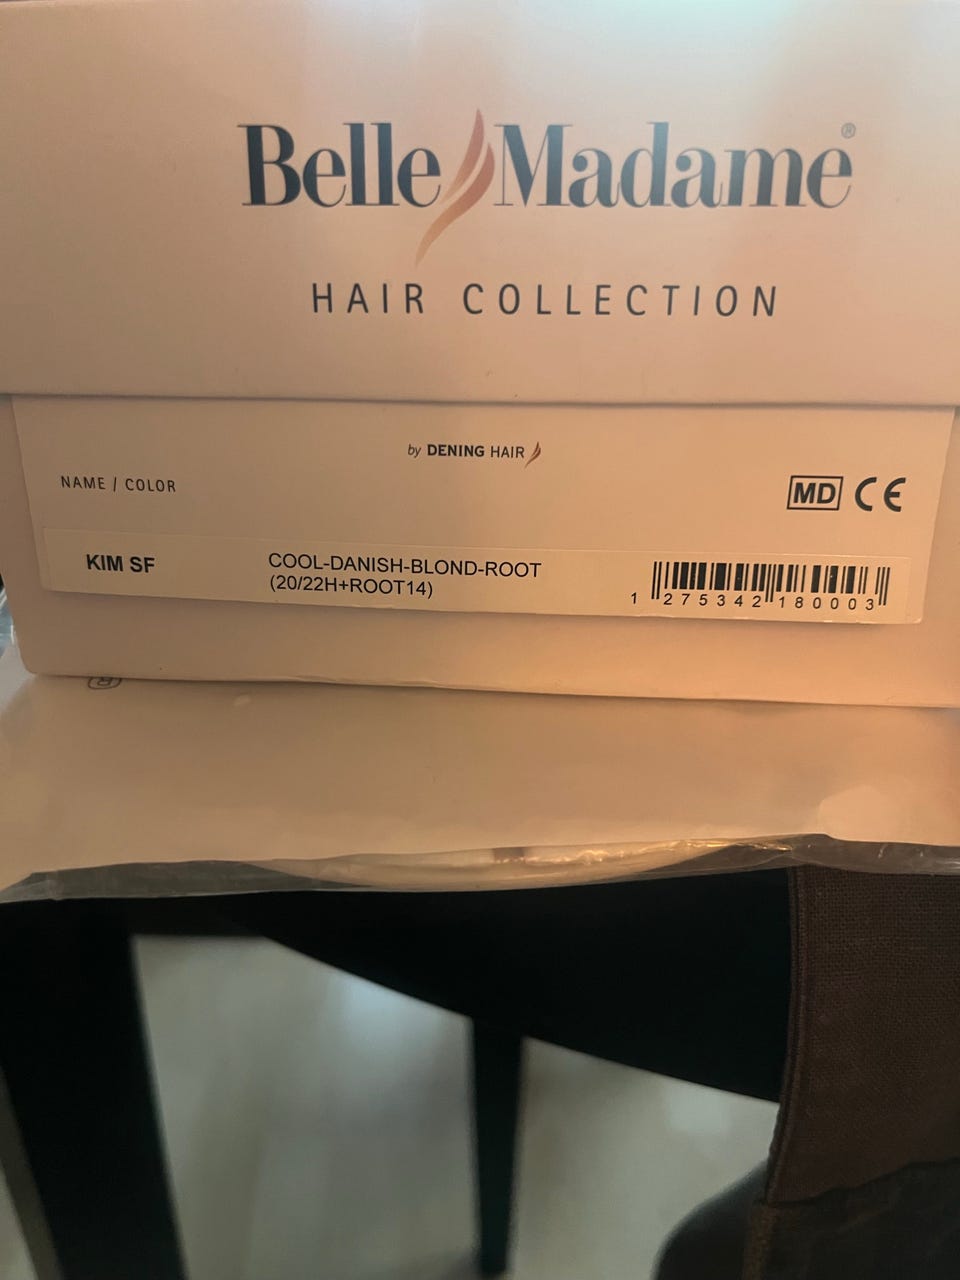 Belle Madame®
HAIR COLLECTION
by DENING HAIR
NAME / COLOR
MD CE
KIM SF
COOL-DANISH-BLOND-ROOT
(20/22H+ROOT14)
1 275342 180003
®